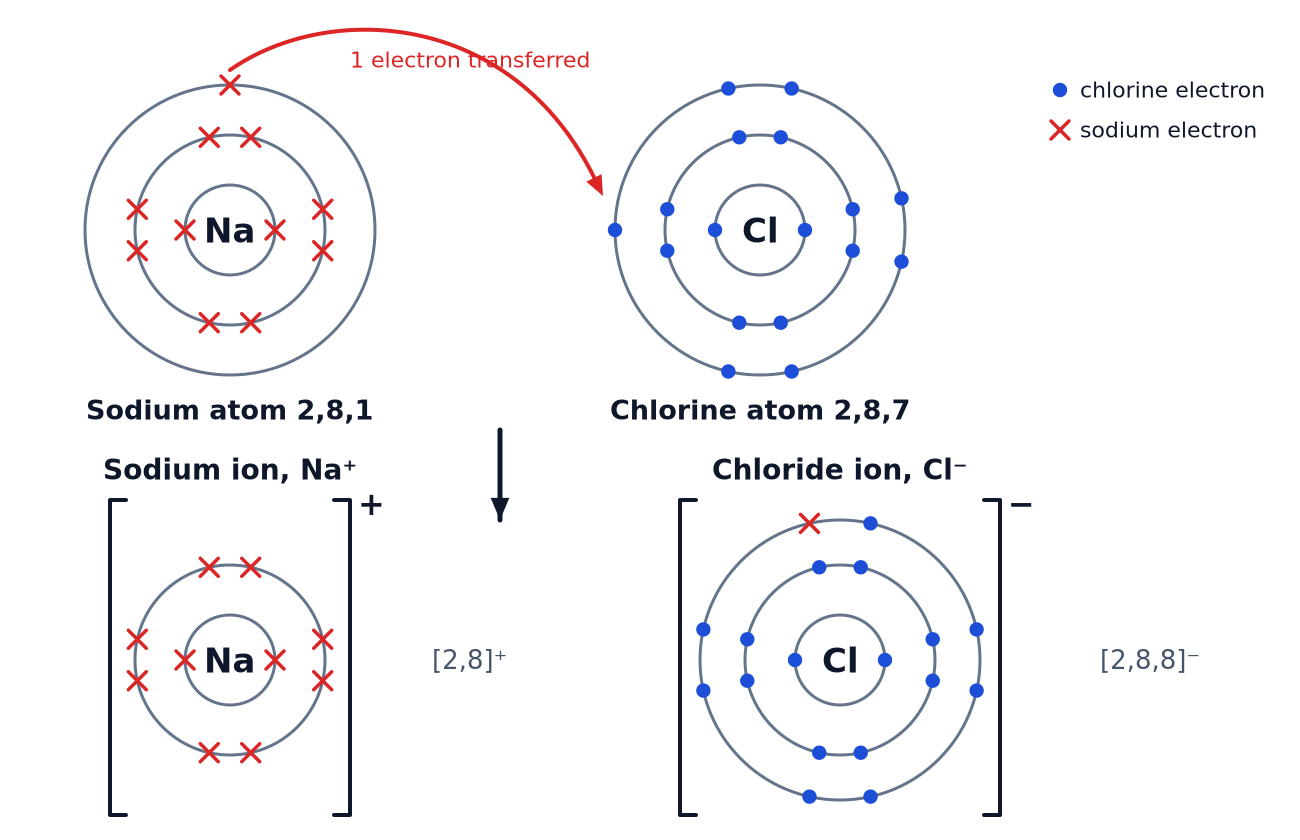 1 electron transferred
chlorine electron
sodium electron
Na
Cl
Sodium atom 2,8,1
Chlorine atom 2,8,7
Sodium ion, Na⁺
Chloride ion, Cl⁻
+
−
Na
[2,8]⁺
Cl
[2,8,8]⁻